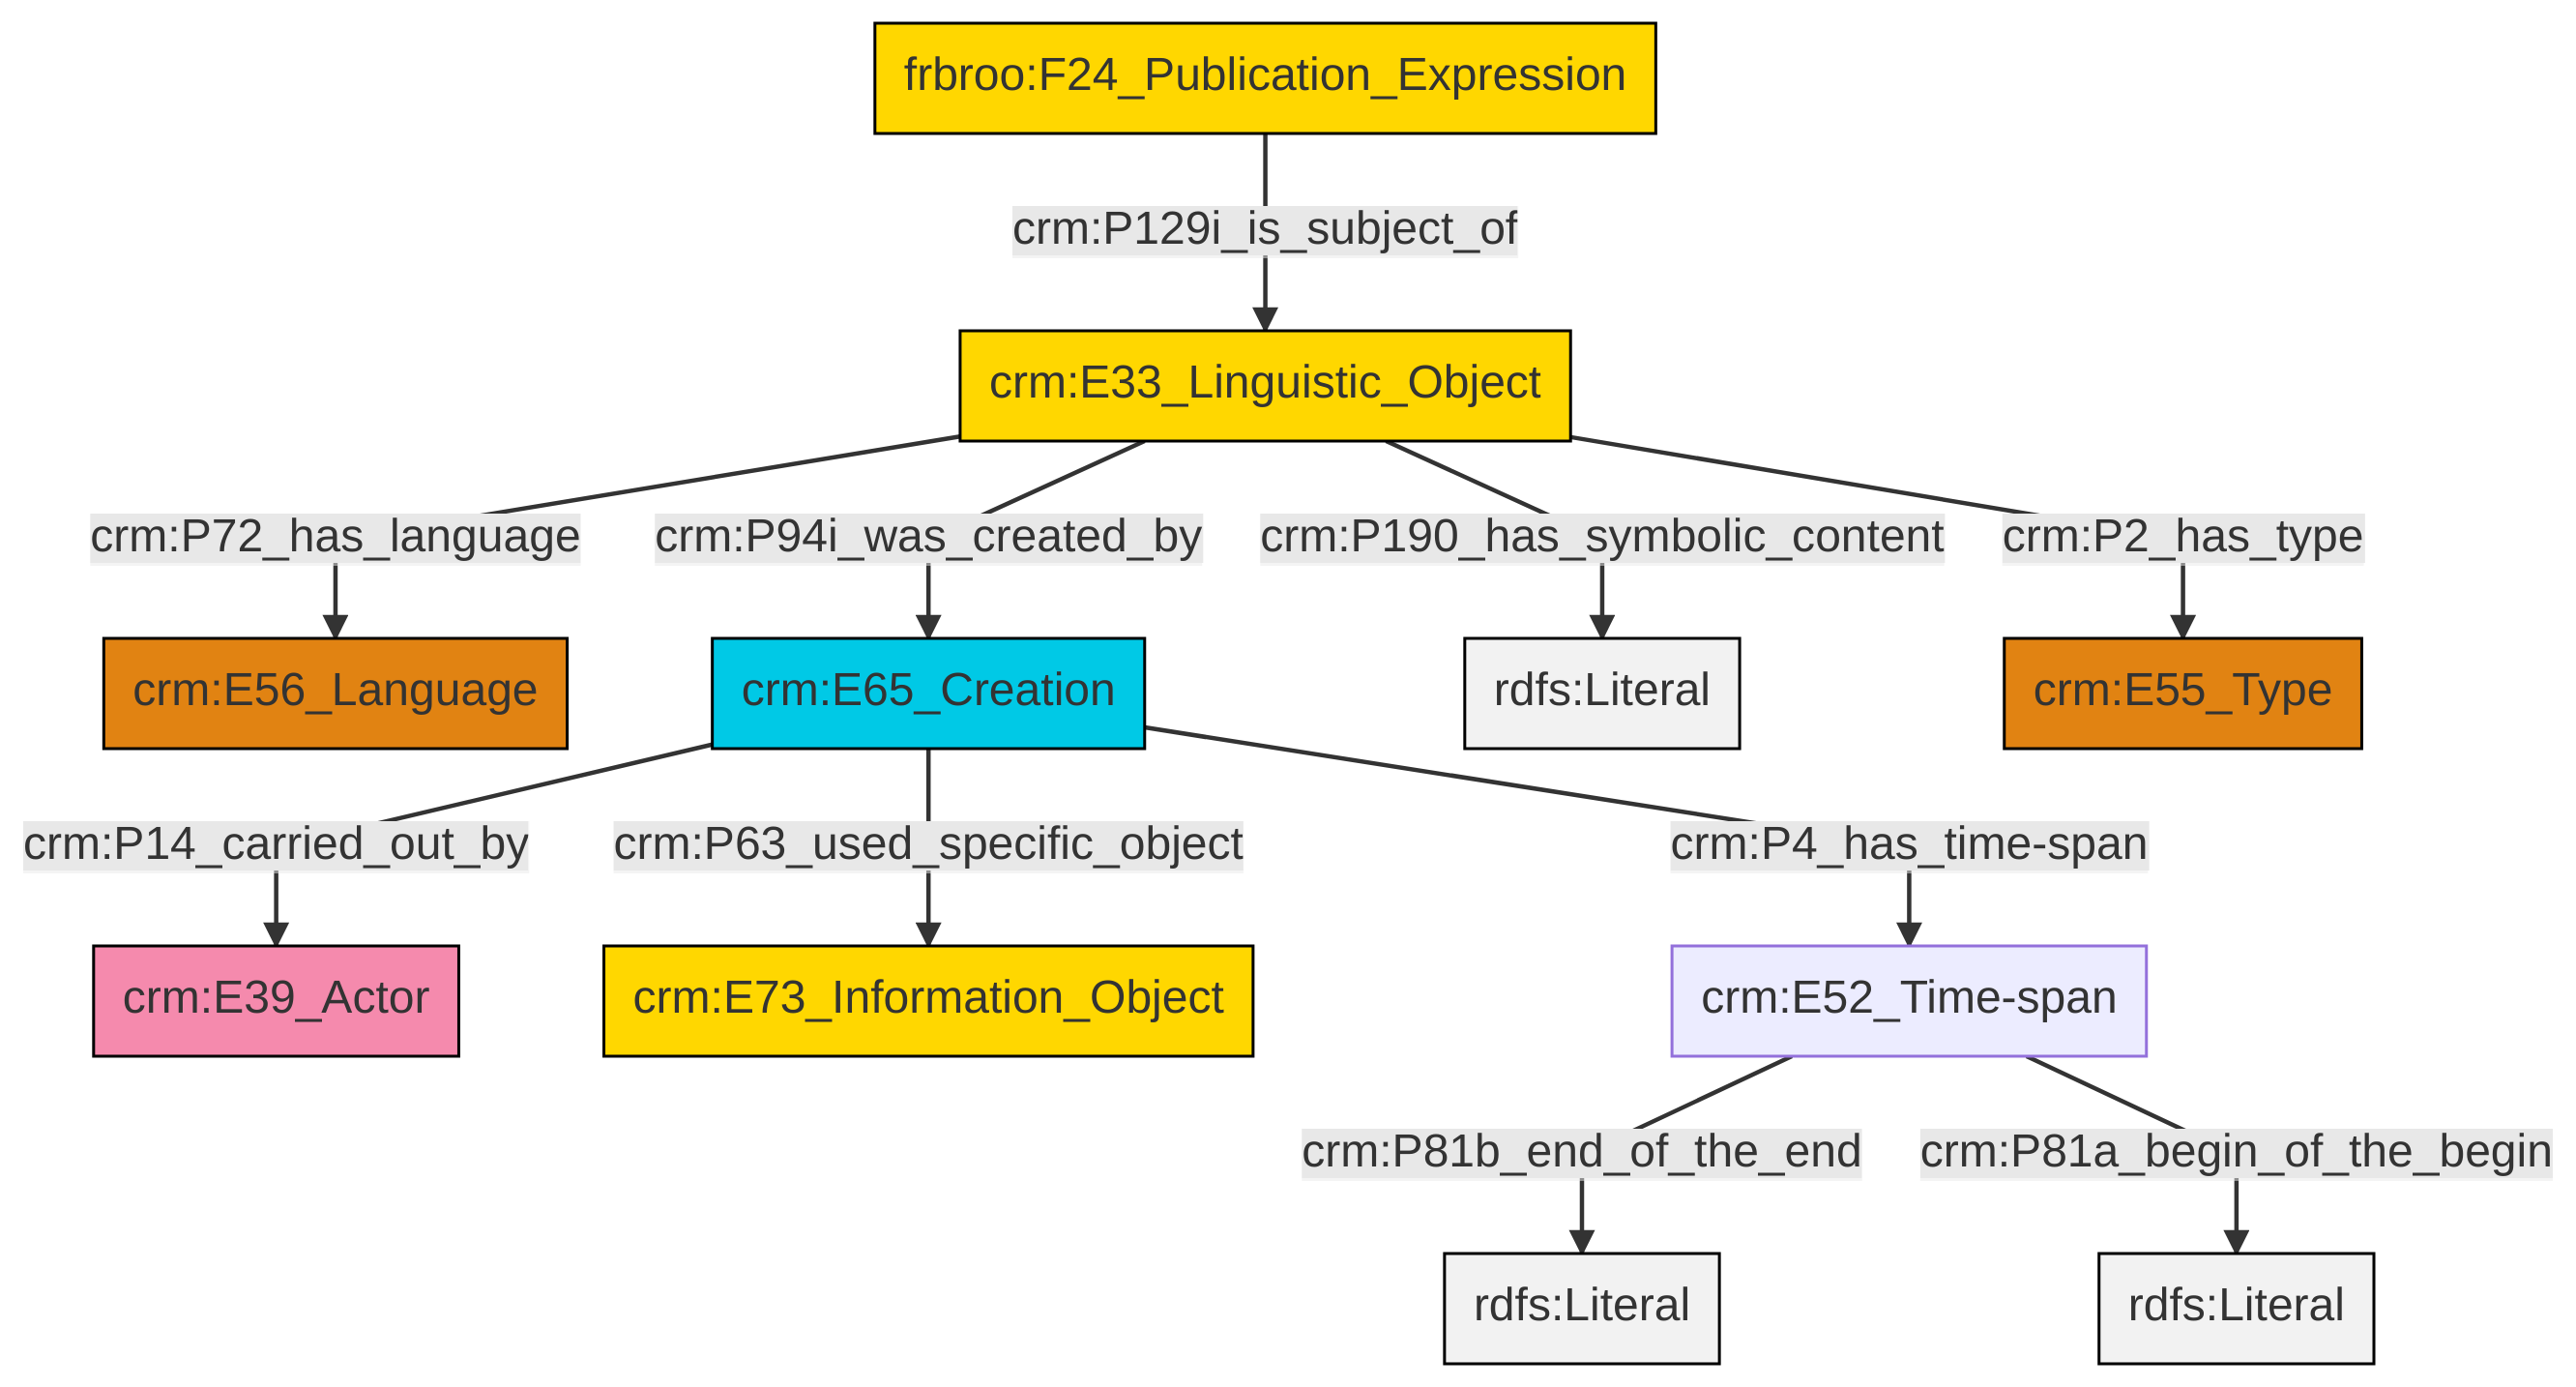 frbroo:F24_Publication_Expression
crm:P129i_is_subject_of
crm:E33_Linguistic_Object
crm:P72_has_language
crm:P94i_was_created_by
crm:P190_has_symbolic_content
crm:P2_has_type
crm:E56_Language
crm:E65_Creation
rdfs:Literal
crm:E55_Type
crm:P14_carried_out_by
crm:P63_used_specific_object
crm:P4_has_time-span
crm:E39_Actor
crm:E73_Information_Object
crm:E52_Time-span
crm:P81b_end_of_the_end
crm:P81a_begin_of_the_begin
rdfs:Literal
rdfs:Literal